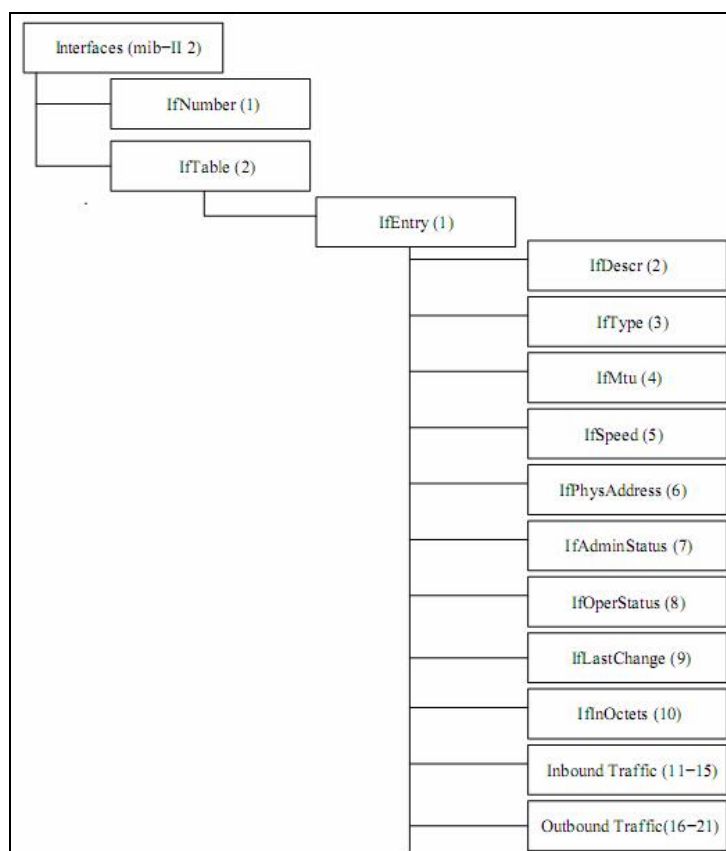 Interfaces (mib-II 2)
IfNumber (1)
IfTable (2)
IfEntry (1)
IfDescr (2)
IfType (3)
IfMtu (4)
IfSpeed (5)
IfPhysAddress (6)
IfAdminStatus (7)
IfOperStatus (8)
IfLastChange (9)
IfInOctets (10)
Inbound Traffic (11-15)
Outbound Traffic(16-21)